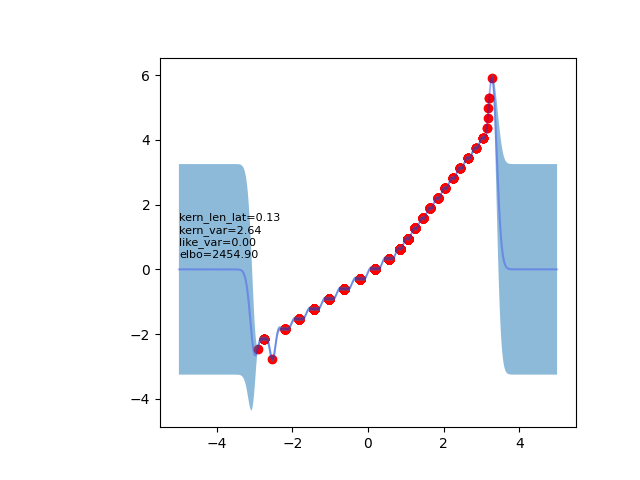 6
4
2
0
−2
−4
kern_len_lat=0.13
kern_var=2.64
like_var=0.00
elbo=2454.90
−4 −2 0 2 4